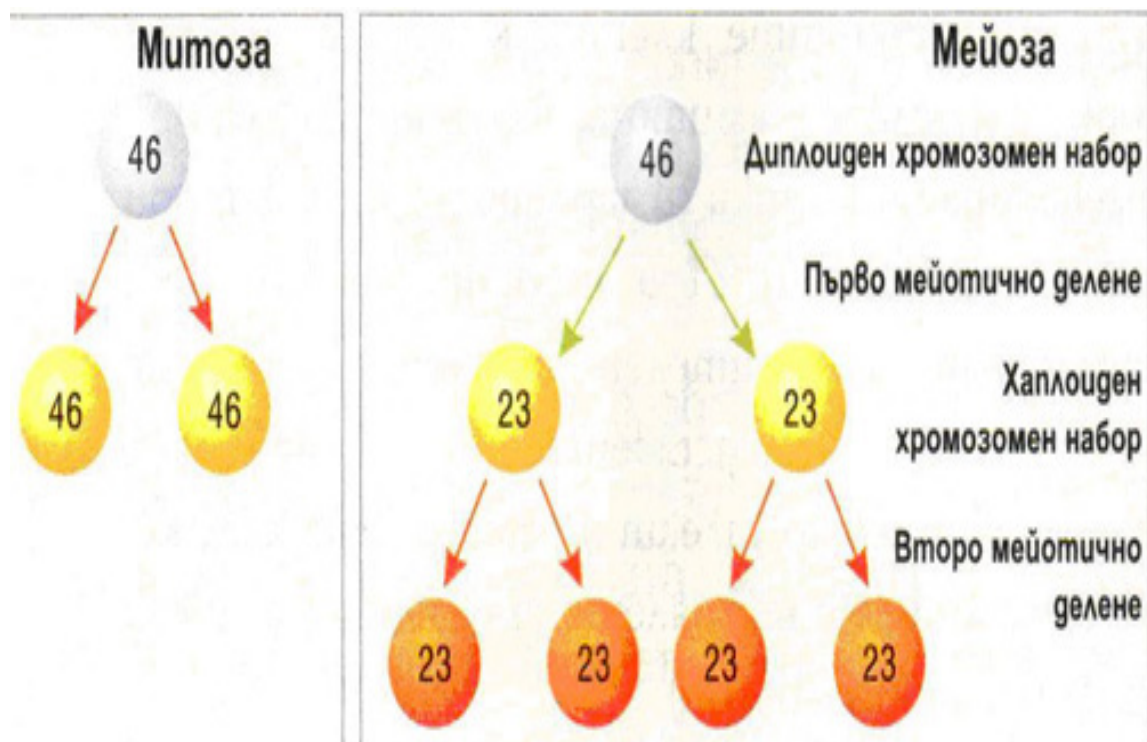 Митоза
46
46 46
Мейоза
46
Диплоиден хромозомен набор
Първо мейотично делене
23 23
Хаплоиден
хромозомен набор
Второ мейотично
делене
23 23 23 23